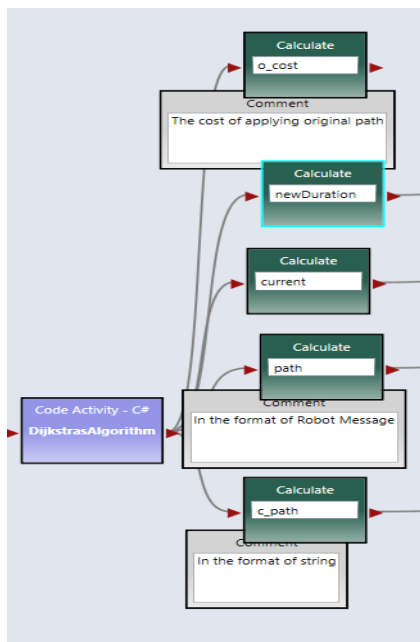 Calculate
o_cost
Comment
The cost of applying original path
Calculate
newDuration
Calculate
current
Calculate
path
Code Activity - C#
DijkstrasAlgorithm
Comment
In the format of Robot Message
Calculate
c_path
Comment
In the format of string